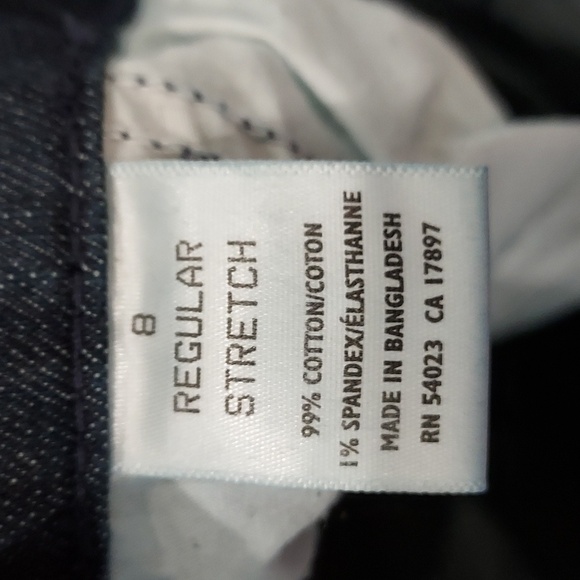 8
REGULAR
STRETCH
99% COTTON/COTON
1% SPANDEX/ÉLASTHANNE
MADE IN BANGLADESH
RN 54023 CA 17897